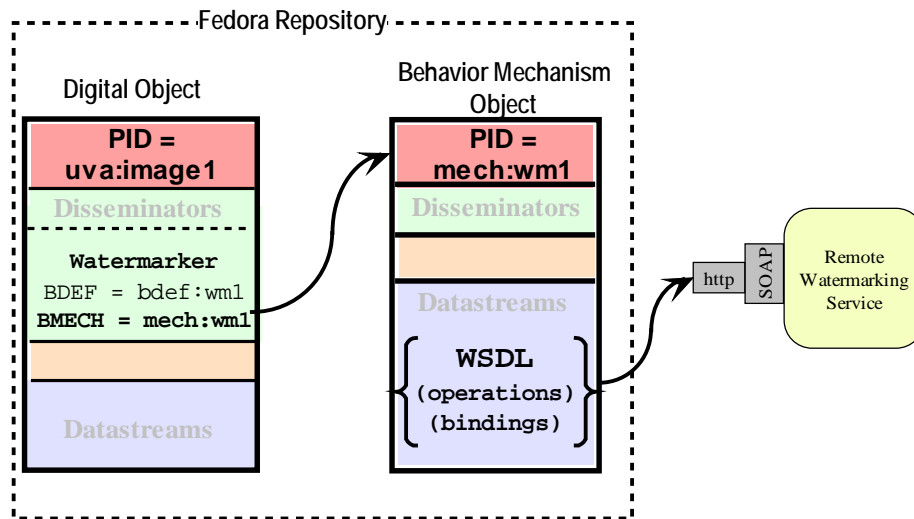 Fedora Repository
Digital Object
PID =
uva:image1
Disseminators
Watermarker
BDEF = bdef:wm1
BMECH = mech:wm1
Datastreams
Behavior Mechanism
Object
PID =
mech:wm1
Disseminators
Datastreams
WSDL
(operations)
(bindings)
http
SOAP
Remote
Watermarking
Service